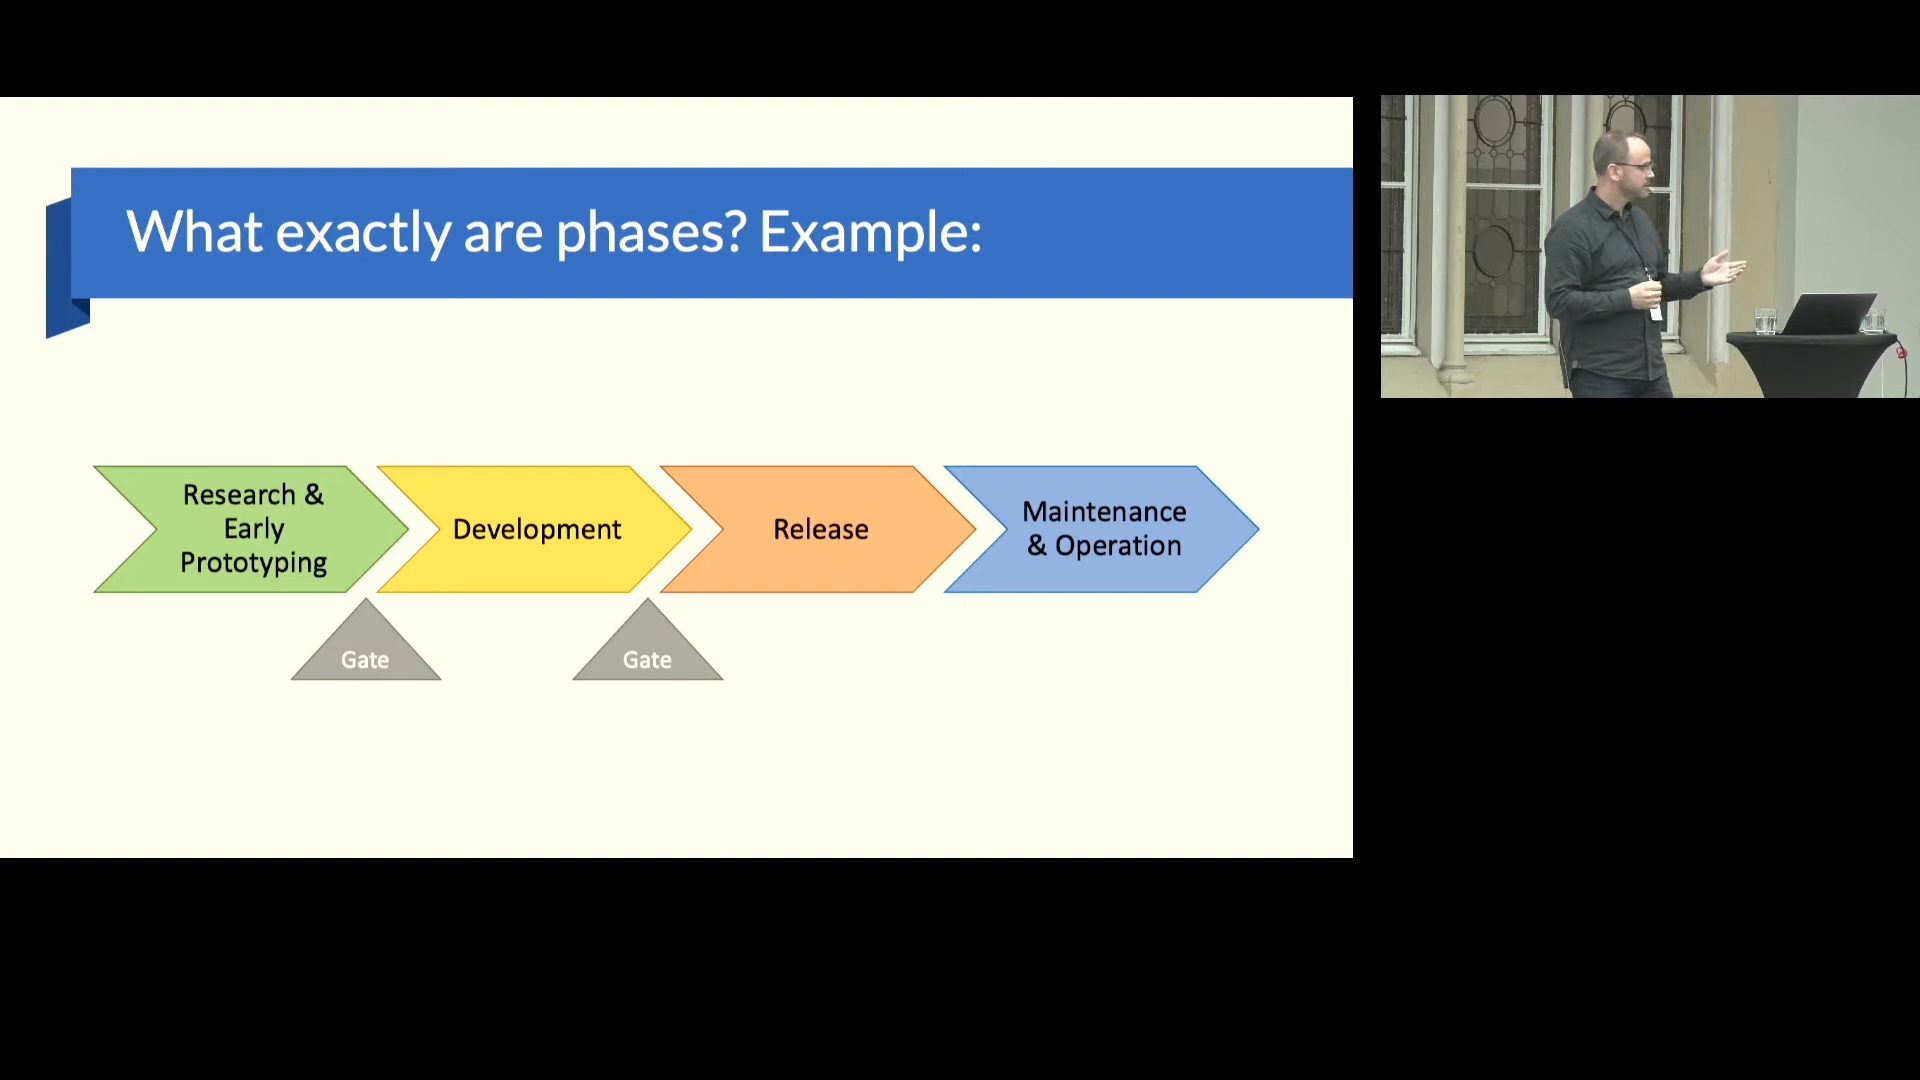 What exactly are phases? Example:
Research &
Early
Prototyping
Development
Release
Maintenance
& Operation
Gate
Gate